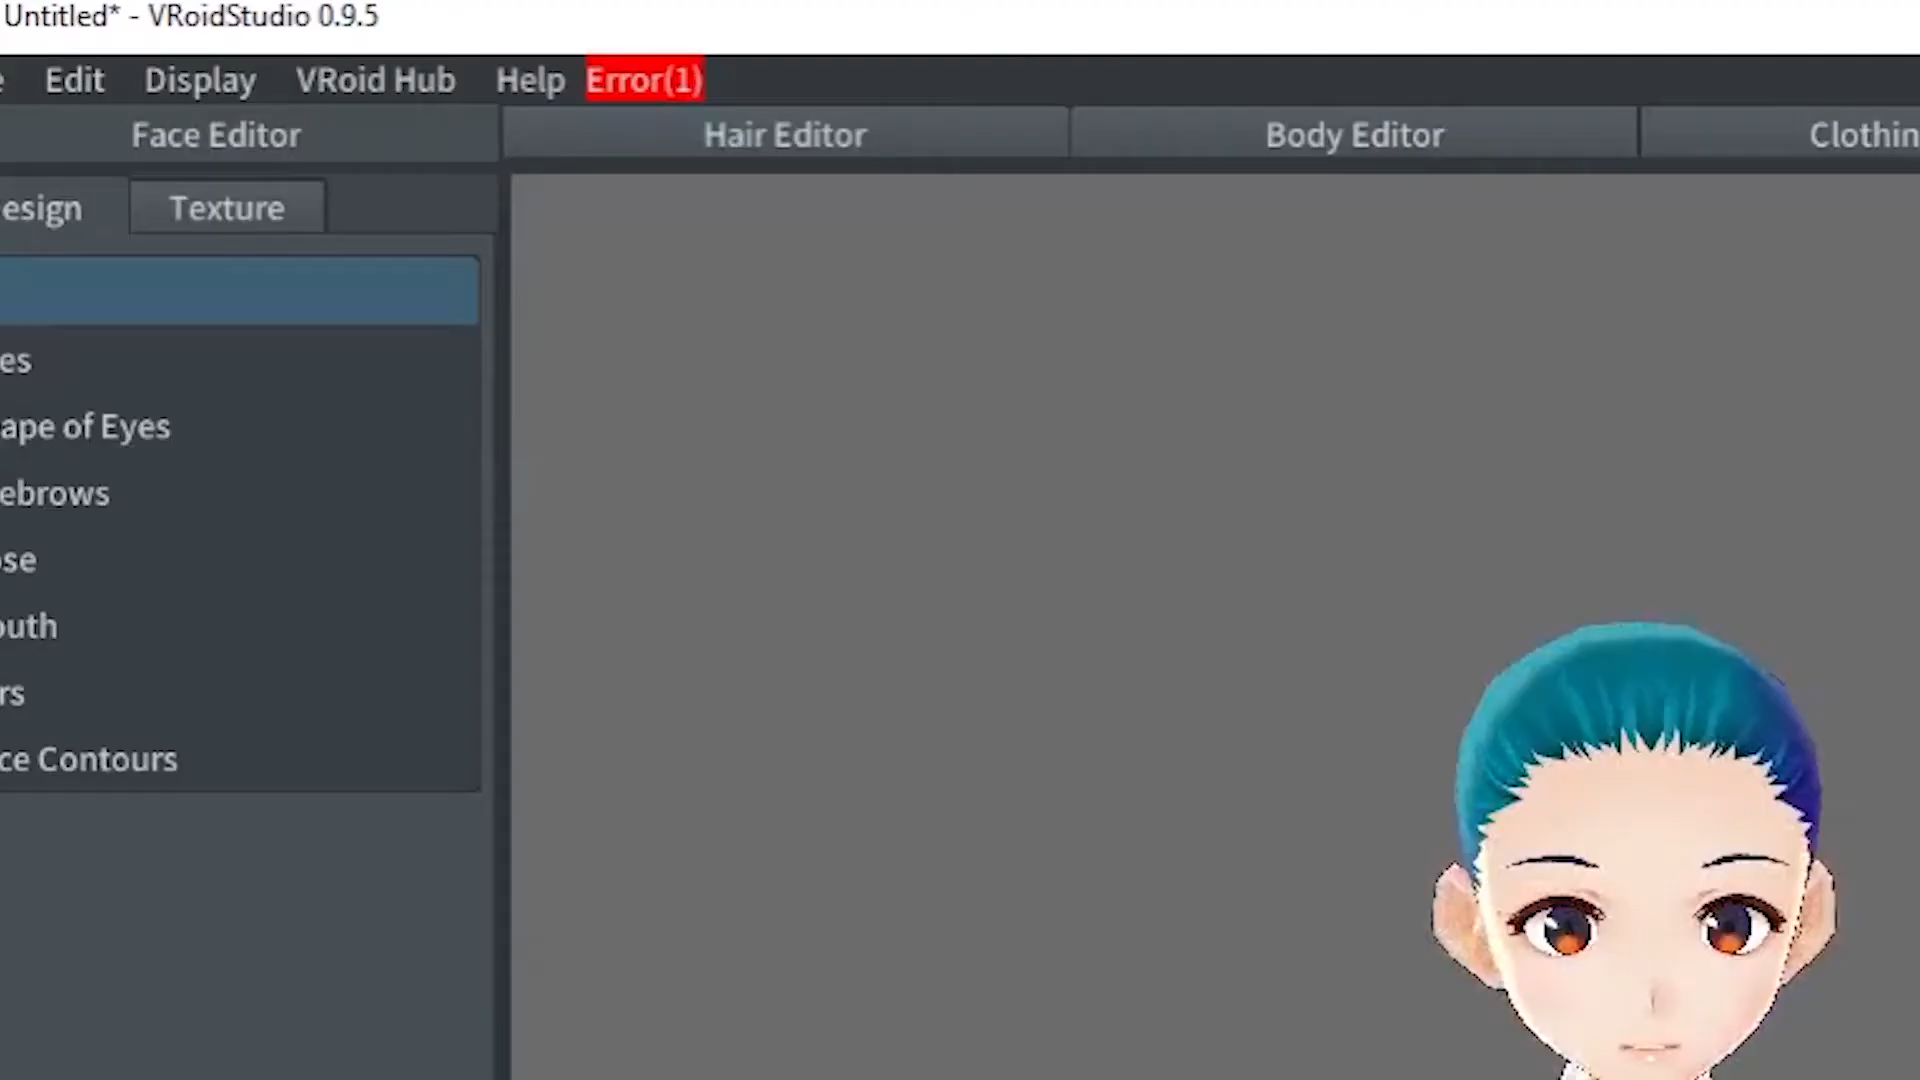 Untitled* - VRoidStudio 0.9.5
e Edit Display VRoid Hub Help Error(1)
Face Editor Hair Editor Body Editor Clothin
esign Texture
es
ape of Eyes
ebrows
ose
outh
rs
ce Contours